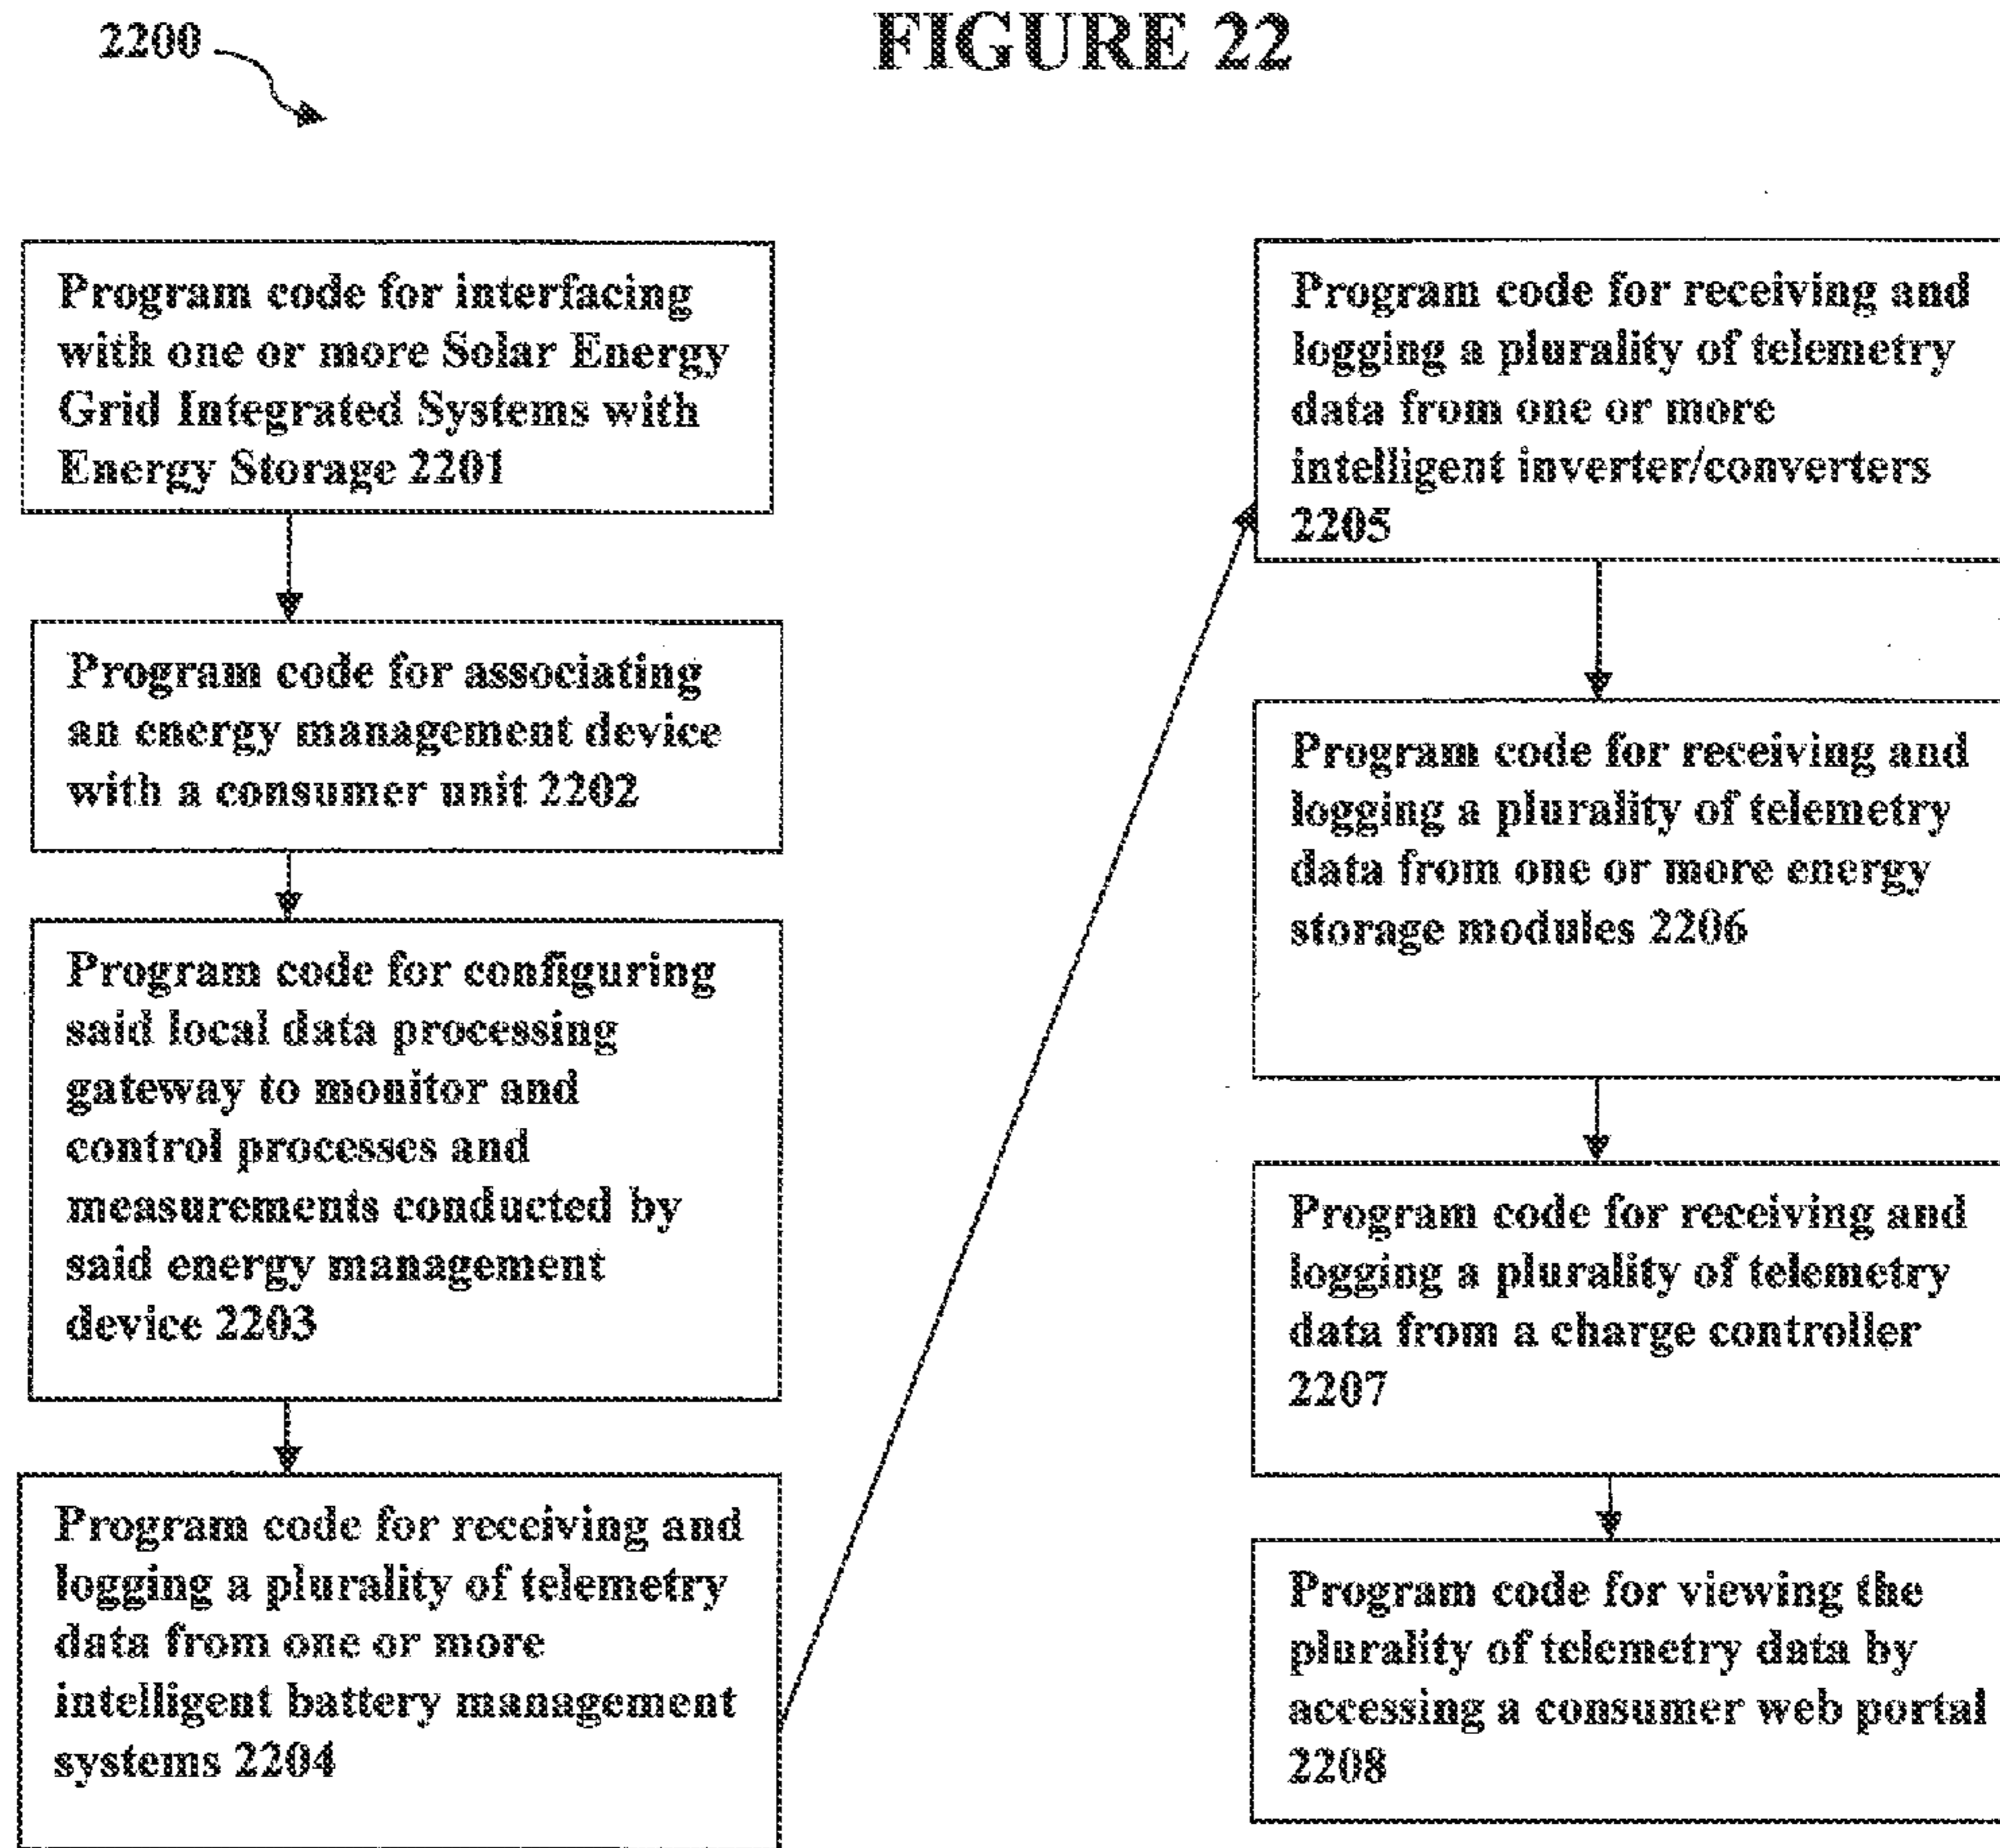 2200
FIGURE 22
Program code for interfacing
with one or more Solar Energy
Grid Integrated Systems with
Energy Storage 2201
Program code for associating
an energy management device
with a consumer unit 2202
Program code for configuring
said local data processing
gateway to monitor and
control processes and
measurements conducted by
said energy management
device 2203
Program code for receiving and
logging a plurality of telemetry
data from one or more
intelligent battery management
systems 2204
Program code for receiving and
logging a plurality of telemetry
data from one or more
intelligent inverter/converters
2205
Program code for receiving and
logging a plurality of telemetry
data from one or more energy
storage modules 2206
Program code for receiving and
logging a plurality of telemetry
data from a charge controller
2207
Program code for viewing the
plurality of telemetry data by
accessing a consumer web portal
2208